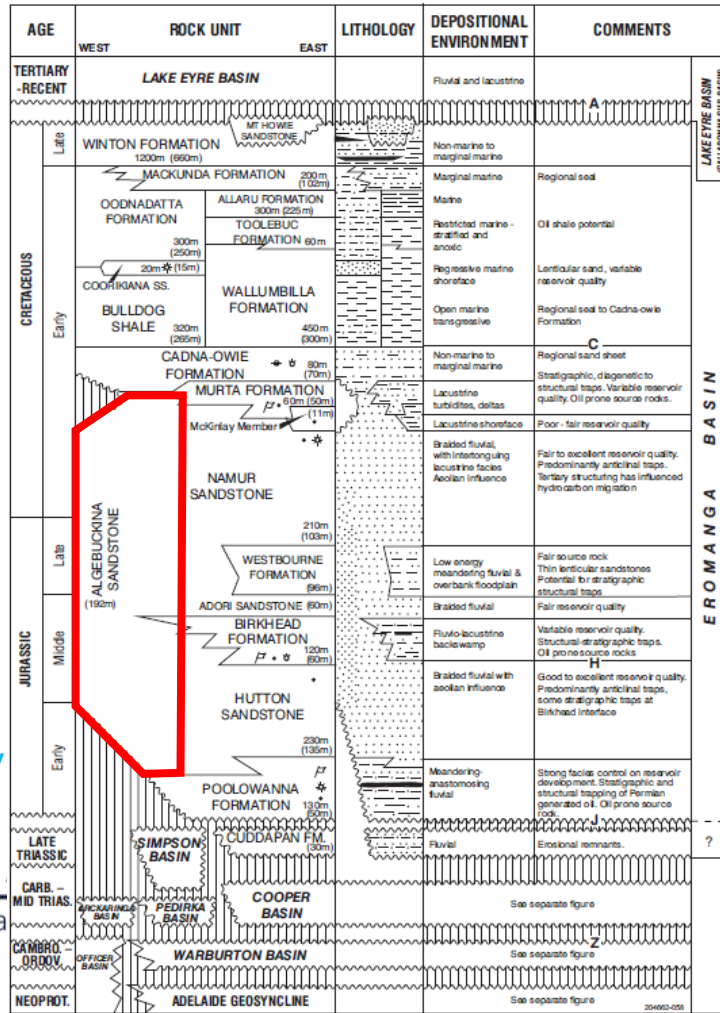 AGE
ROCK UNIT
WEST
EAST
LITHOLOGY
DEPOSITIONAL
ENVIRONMENT
COMMENTS
TERTIARY
-RECENT
LAKE EYRE BASIN
Fluvial and lacustrine
A
LAKE EYRE BASIN
CRETACEOUS
Late
WINTON FORMATION
1200m (660m)
MT HOWIE
SANDSTONE
Non-marine to
marginal marine
MACKUNDA FORMATION
200m
(102m)
Marginal marine
Regional seal
Early
OODNADATTA
FORMATION
300m
(250m)
ALLARU FORMATION
300m (225m)
Marine
TOOLEBUC
FORMATION 60m
Restricted marine -
stratified and
anoxic
Oil shale potential
20m (15m)
COORIKIANA SS.
Regressive marine
shoreface
Lenticular sand, variable
reservoir quality
BULLDOG
SHALE
320m
(265m)
WALLUMBILLA
FORMATION
450m
(300m)
Open marine
transgressive
Regional seal to Cadna-owie
Formation
C
CADNA-OWIE
FORMATION
80m
(70m)
Non-marine to
marginal marine
Regional sand sheet
Stratigraphic, diagenetic to
structural traps. Variable reservoir
quality. Oil prone source rocks.
MURTA FORMATION
60m (50m)
Lacustrine
turbidites, deltas
(11m)
McKinlay Member
Lacustrine shoreface
Poor - fair reservoir quality
NAMUR
SANDSTONE
210m
(103m)
Braided fluvial,
with intertonguing
lacustrine facies
Aeolian influence
Fair to excellent reservoir quality.
Predominantly anticlinal traps.
Tertiary structuring has influenced
hydrocarbon migration
ALGEBUCKINA
SANDSTONE
(192m)
JURASSIC
Late
WESTBOURNE
FORMATION
(96m)
Low energy
meandering fluvial &
overbank floodplain
Fair source rock
Thin lenticular sandstones
Potential for stratigraphic
structural traps
ADORI SANDSTONE (60m)
Braided fluvial
Fair reservoir quality
Middle
BIRKHEAD
FORMATION
120m
(60m)
Fluvio-lacustrine
backswamp
Variable reservoir quality.
Structural-stratigraphic traps.
Oil prone source rocks
H
HUTTON
SANDSTONE
230m
(135m)
Braided fluvial with
aeolian influence
Good to excellent reservoir quality.
Predominantly anticlinal traps,
some stratigraphic traps at
Birkhead interface
Early
POOLOWANNA
FORMATION
130m
(50m)
Meandering-
anastomosing
fluvial
Strong facies control on reservoir
development. Stratigraphic and
structural trapping of Permian
generated oil. Oil prone source
rock.
J
EROMANGA BASIN
LATE
TRIASSIC
SIMPSON
BASIN
CUDDAPAN FM.
(30m)
Fluvial
Erosional remnants.
?
CARB. –
MID TRIAS.
ARCKARINGA
BASIN
PEDIRKA
BASIN
COOPER
BASIN
See separate figure
Z
CAMBRO. –
ORDOV.
OFFICER
BASIN
WARBURTON BASIN
See separate figure
NEOPROT.
ADELAIDE GEOSYNCLINE
See separate figure
204662-058